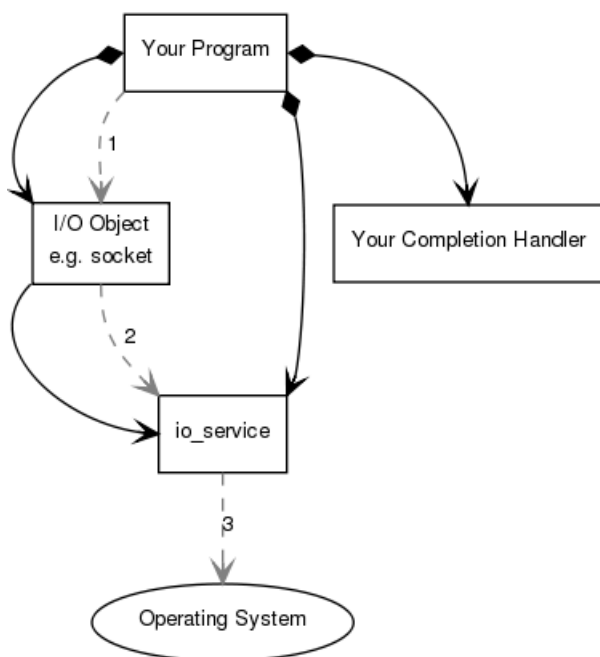 Your Program
1
I/O Object
e.g. socket
Your Completion Handler
2
io_service
3
Operating System